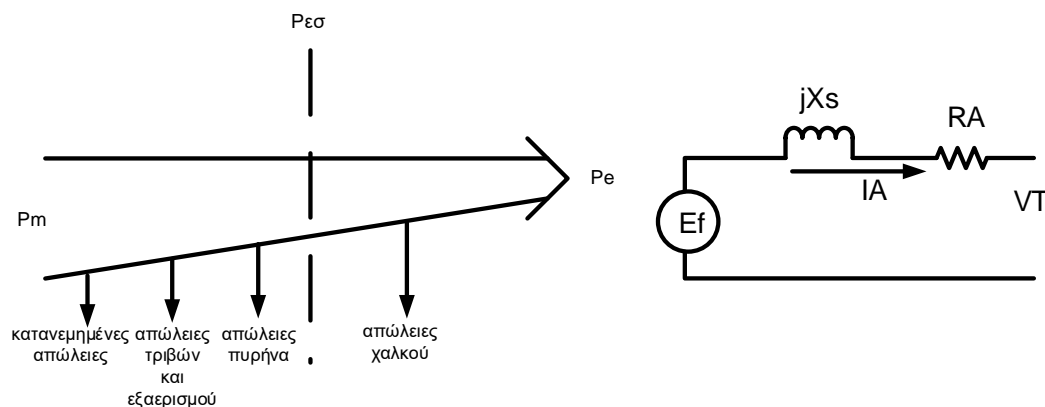 Pεσ
Pm
Pe
κατανεμημένες
απώλειες
απώλειες
τριβών
και
εξαερισμού
απώλειες
πυρήνα
απώλειες
χαλκού
jXs
RA
IA
Ef
VT